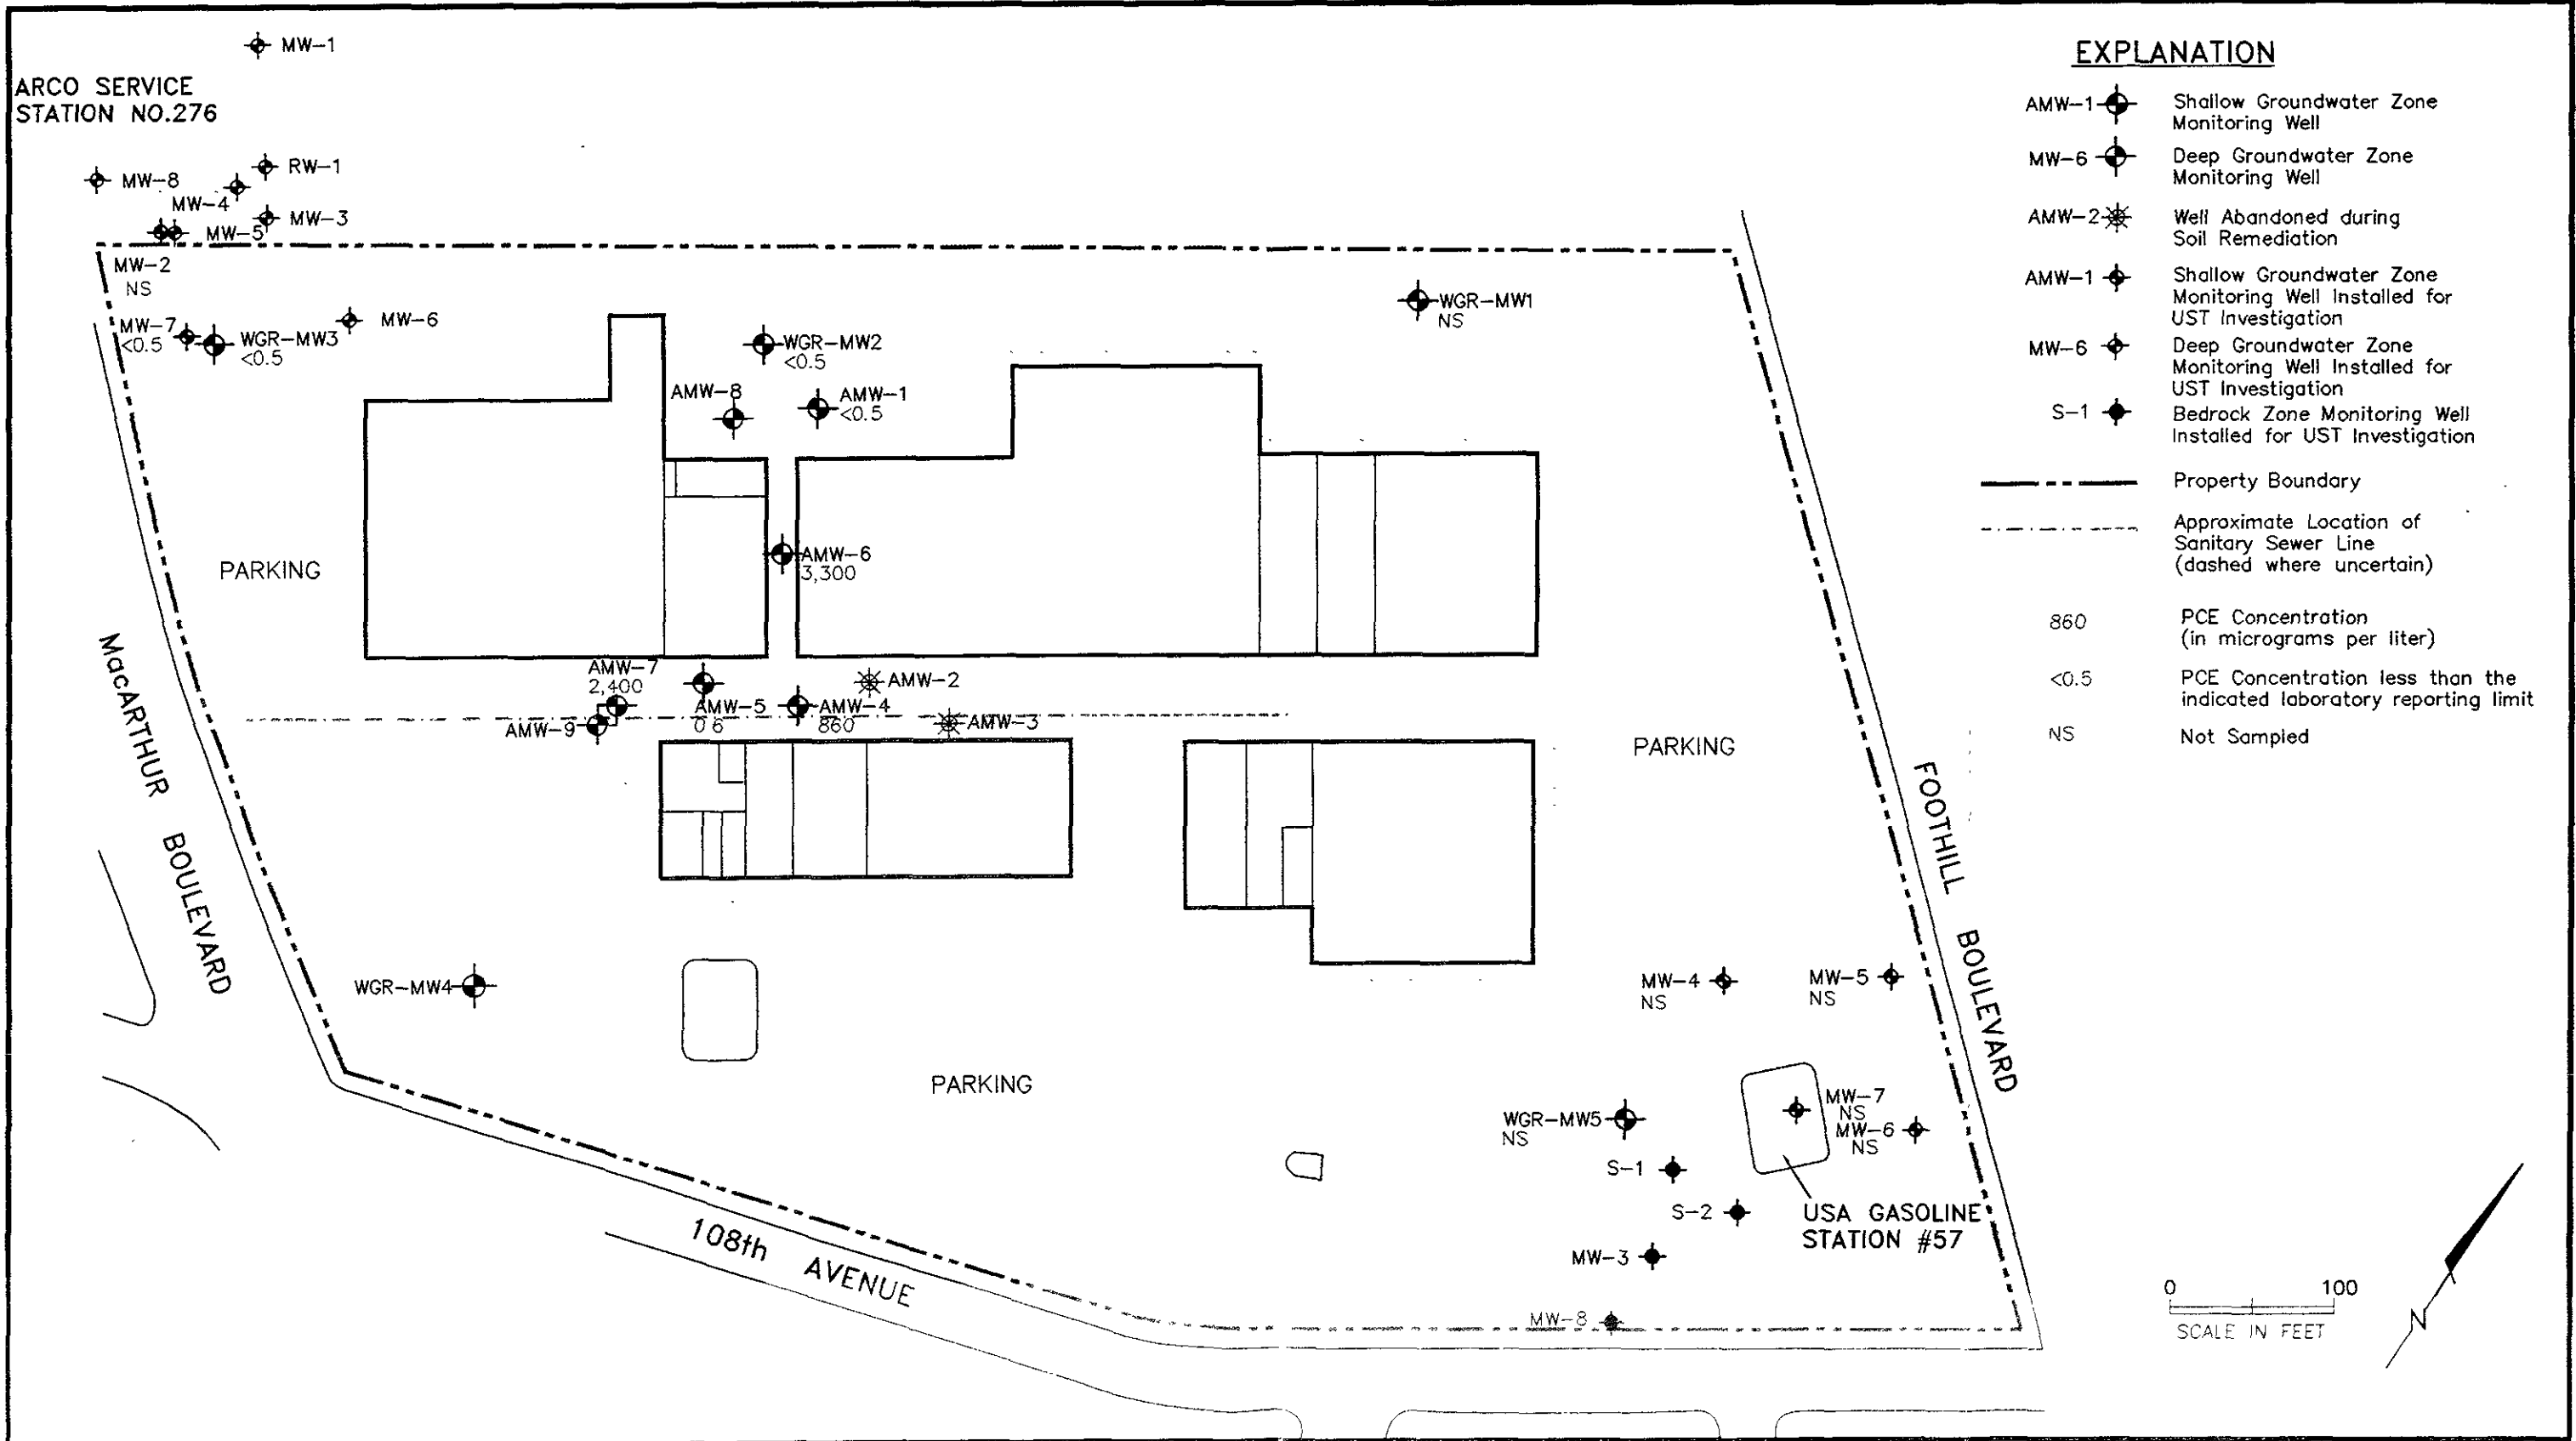 MW-1
ARCO SERVICE
STATION NO.276
RW-1
MW-8
MW-4
MW-3
MW-5
MW-2
NS
MW-7
<0.5
WGR-MW3
<0.5
MW-6
WGR-MW2
<0.5
WGR-MW1
NS
AMW-8
AMW-1
<0.5
AMW-6
3,300
PARKING
AMW-7
2,400
AMW-5
0 6
AMW-4
860
AMW-2
AMW-3
AMW-9
PARKING
MacARTHUR BOULEVARD
FOOTHILL BOULEVARD
WGR-MW4
PARKING
MW-4
NS
MW-5
NS
WGR-MW5
NS
MW-7
NS
MW-6
NS
S-1
S-2
USA GASOLINE
STATION #57
MW-3
MW-8
108th AVENUE
EXPLANATION
AMW-1 Shallow Groundwater Zone
Monitoring Well
MW-6 Deep Groundwater Zone
Monitoring Well
AMW-2 Well Abandoned during
Soil Remediation
AMW-1 Shallow Groundwater Zone
Monitoring Well Installed for
UST Investigation
MW-6 Deep Groundwater Zone
Monitoring Well Installed for
UST Investigation
S-1 Bedrock Zone Monitoring Well
Installed for UST Investigation
Property Boundary
Approximate Location of
Sanitary Sewer Line
(dashed where uncertain)
860 PCE Concentration
(in micrograms per liter)
<0.5 PCE Concentration less than the
indicated laboratory reporting limit
NS Not Sampled
0 100
SCALE IN FEET
N